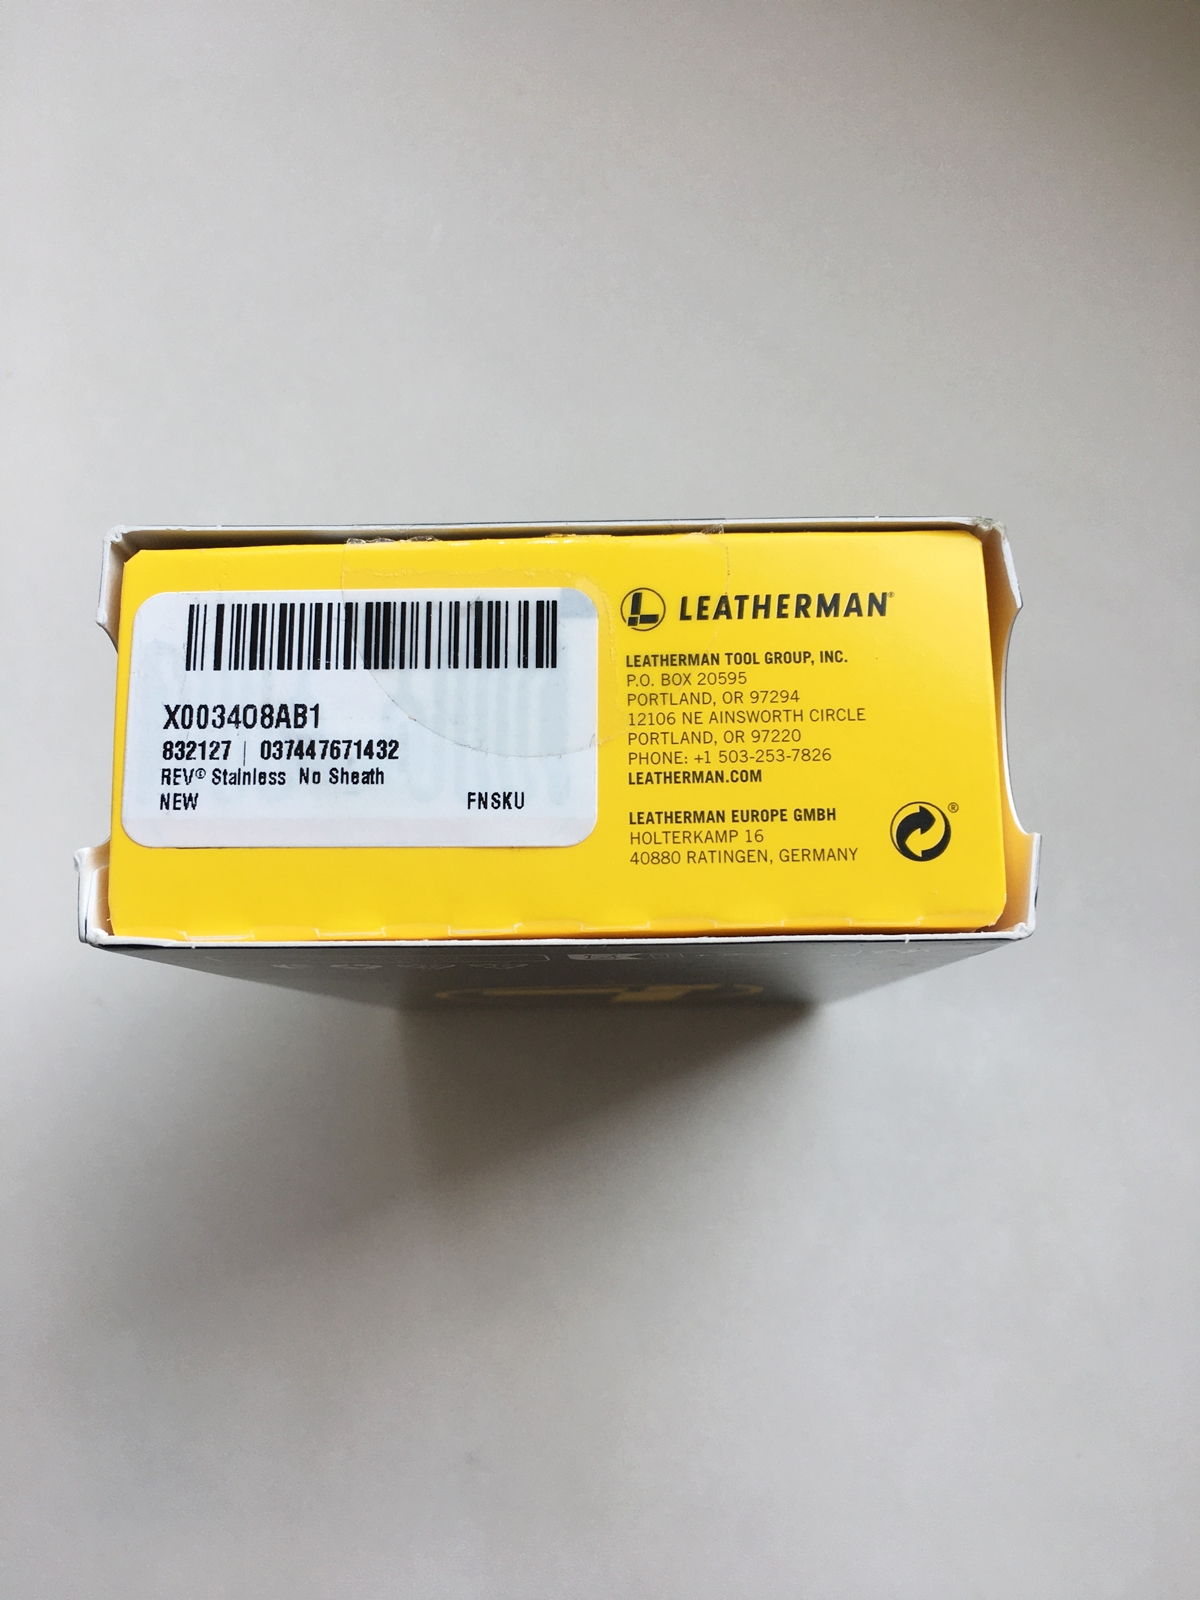 X003408AB1
832127 | 037447671432
REV® Stainless No Sheath
NEW FNSKU
LEATHERMAN®
LEATHERMAN TOOL GROUP, INC.
P.O. BOX 20595
PORTLAND, OR 97294
12106 NE AINSWORTH CIRCLE
PORTLAND, OR 97220
PHONE: +1 503-253-7826
LEATHERMAN.COM
LEATHERMAN EUROPE GMBH
HOLTERKAMP 16
40880 RATINGEN, GERMANY
®